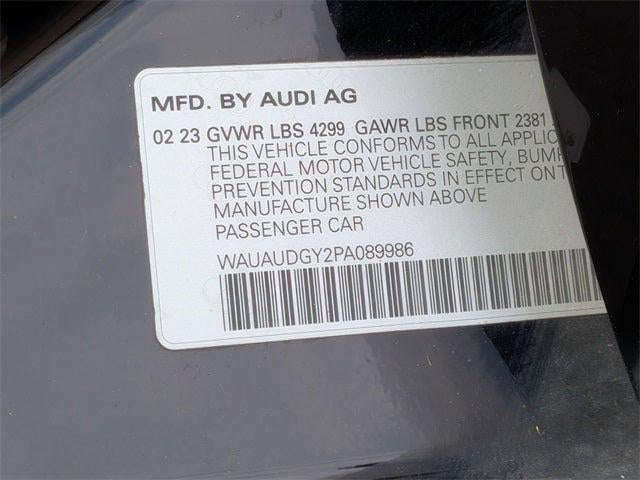 MFD. BY AUDI AG
02 23 GVWR LBS 4299 GAWR LBS FRONT 2381
THIS VEHICLE CONFORMS TO ALL APPLIC
FEDERAL MOTOR VEHICLE SAFETY, BUMP
PREVENTION STANDARDS IN EFFECT ON T
MANUFACTURE SHOWN ABOVE
PASSENGER CAR
WAUAUDGY2PA089986